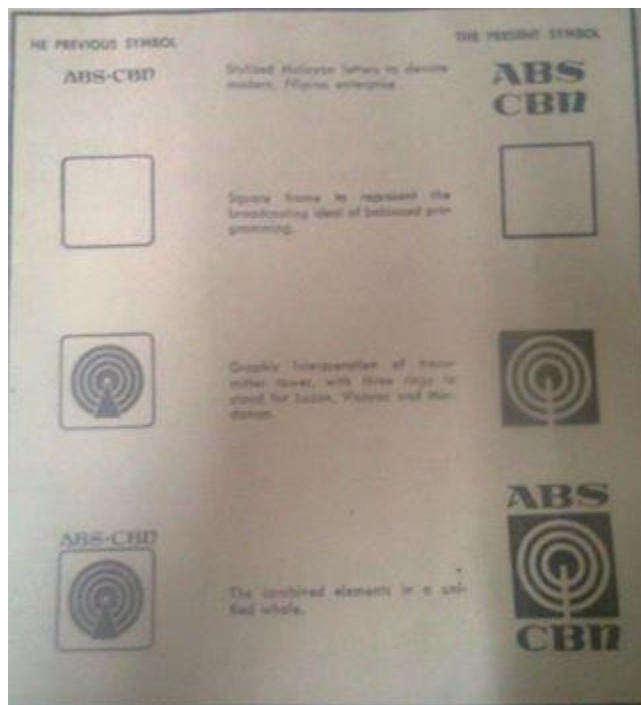 HE PREVIOUS SYMBOL
THE PRESENT SYMBOL
ABS-CBN
Stylized Malayan letters to denote
modern, Filipino enterprise
ABS
CBN
Square frame to represent the
broadcasting ideal of balanced pro-
gramming.
Graphic interpretation of trans-
mitter tower, with three rings to
stand for Luzon, Visayas and Min-
danao.
ABS-CBN
The combined elements in a uni-
fied whole.
ABS
CBN